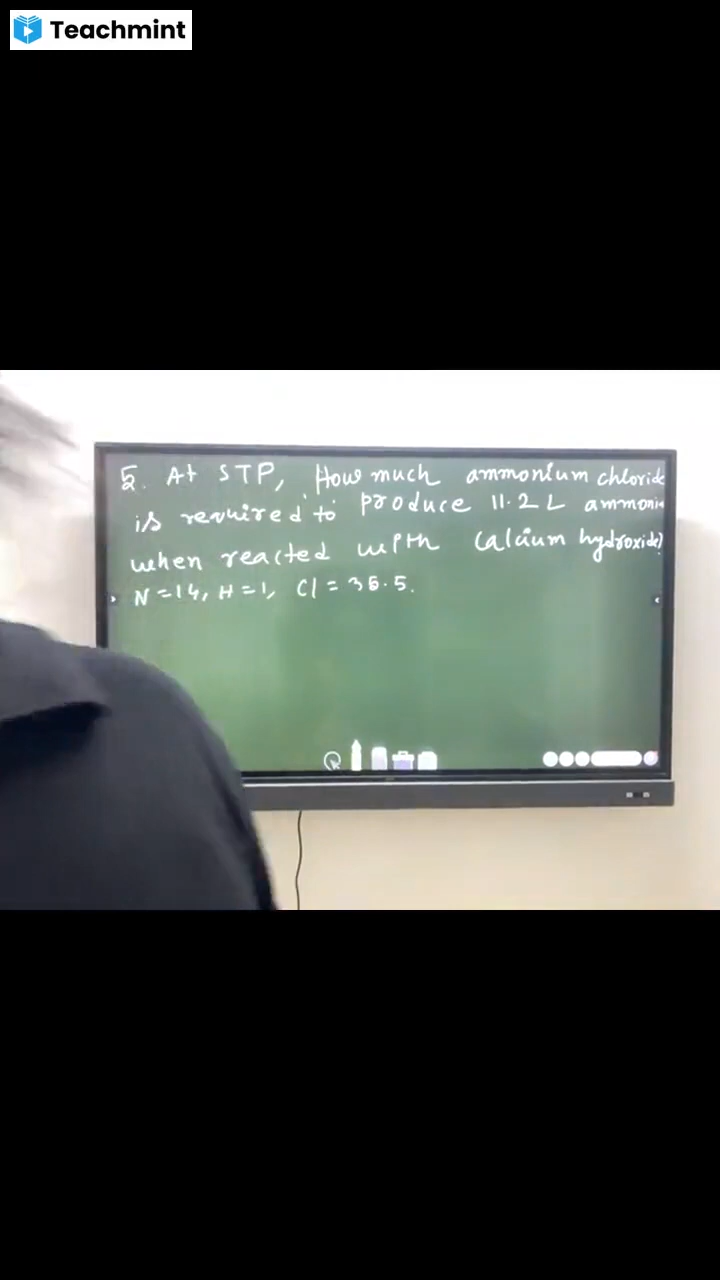 Teachmint
5. At STP, How much ammonium chloride
is required to produce 11.2 L ammonia
when reacted with calcium hydroxide?
N = 14, H = 1, Cl = 35.5.